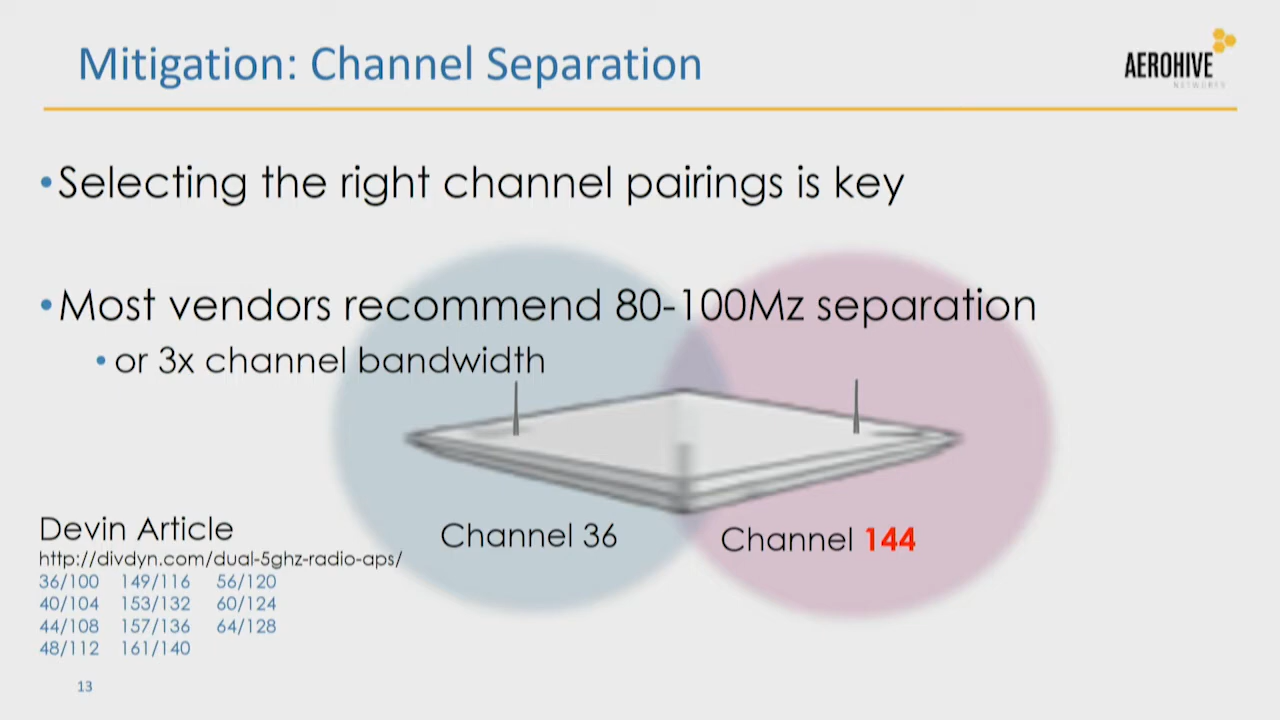 Mitigation: Channel Separation
AEROHIVE
NETWORKS
•Selecting the right channel pairings is key
•Most vendors recommend 80-100Mz separation
• or 3x channel bandwidth
Channel 36
Channel 144
Devin Article
http://divdyn.com/dual-5ghz-radio-aps/
36/100 149/116 56/120
40/104 153/132 60/124
44/108 157/136 64/128
48/112 161/140
13